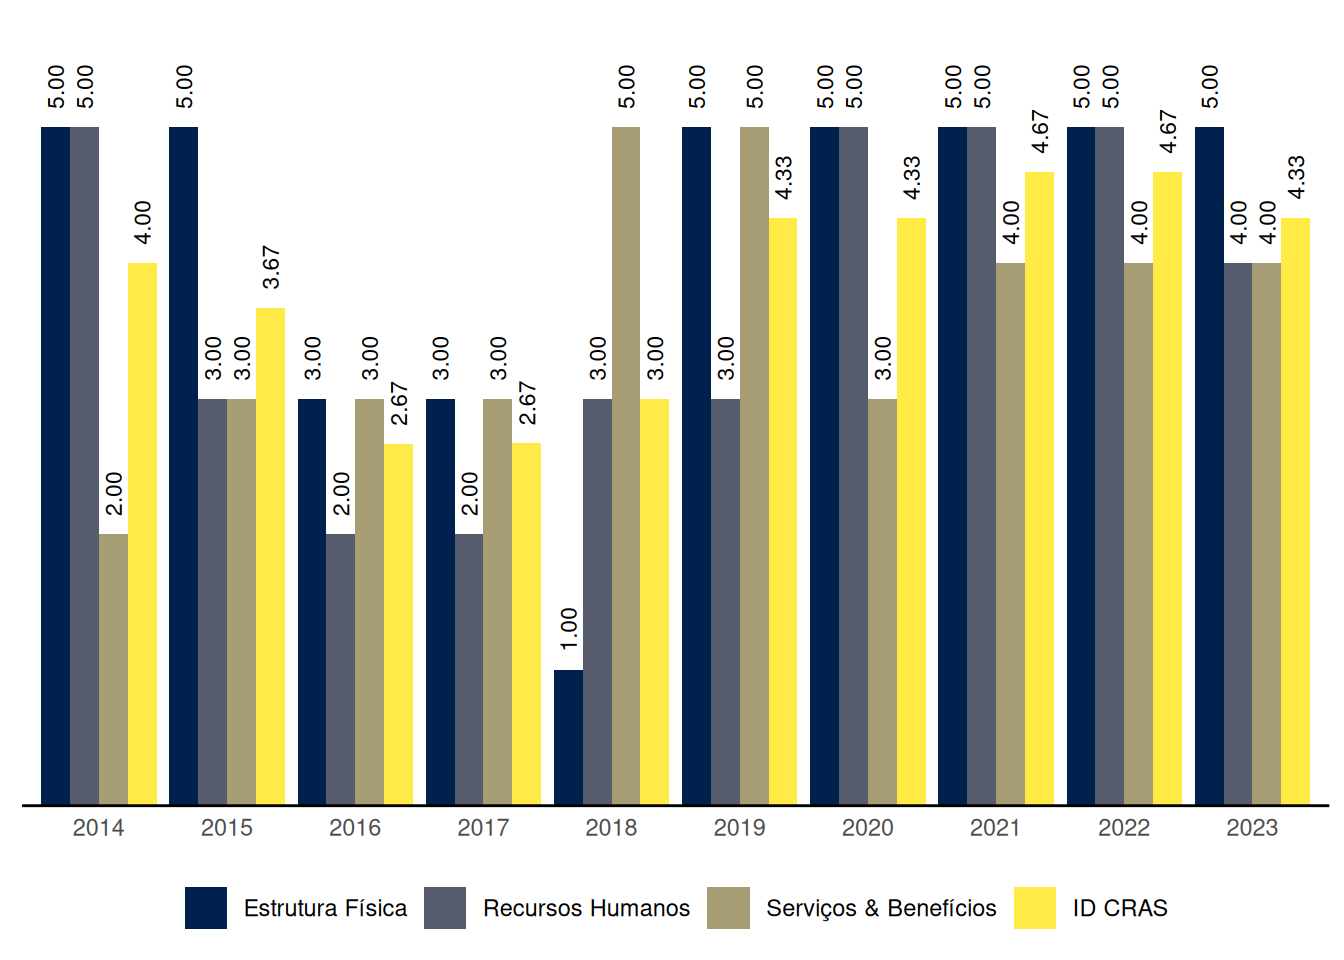 5.00 5.00 2.00 4.00 5.00 3.00 3.00 3.67 3.00 2.00 3.00 2.67 3.00 2.00 3.00 2.67 1.00 3.00 5.00 3.00 5.00 3.00 5.00 4.33 5.00 5.00 3.00 4.33 5.00 5.00 4.00 4.67 5.00 5.00 4.00 4.67 5.00 4.00 4.00 4.33
2014 2015 2016 2017 2018 2019 2020 2021 2022 2023
Estrutura Física Recursos Humanos Serviços & Benefícios ID CRAS